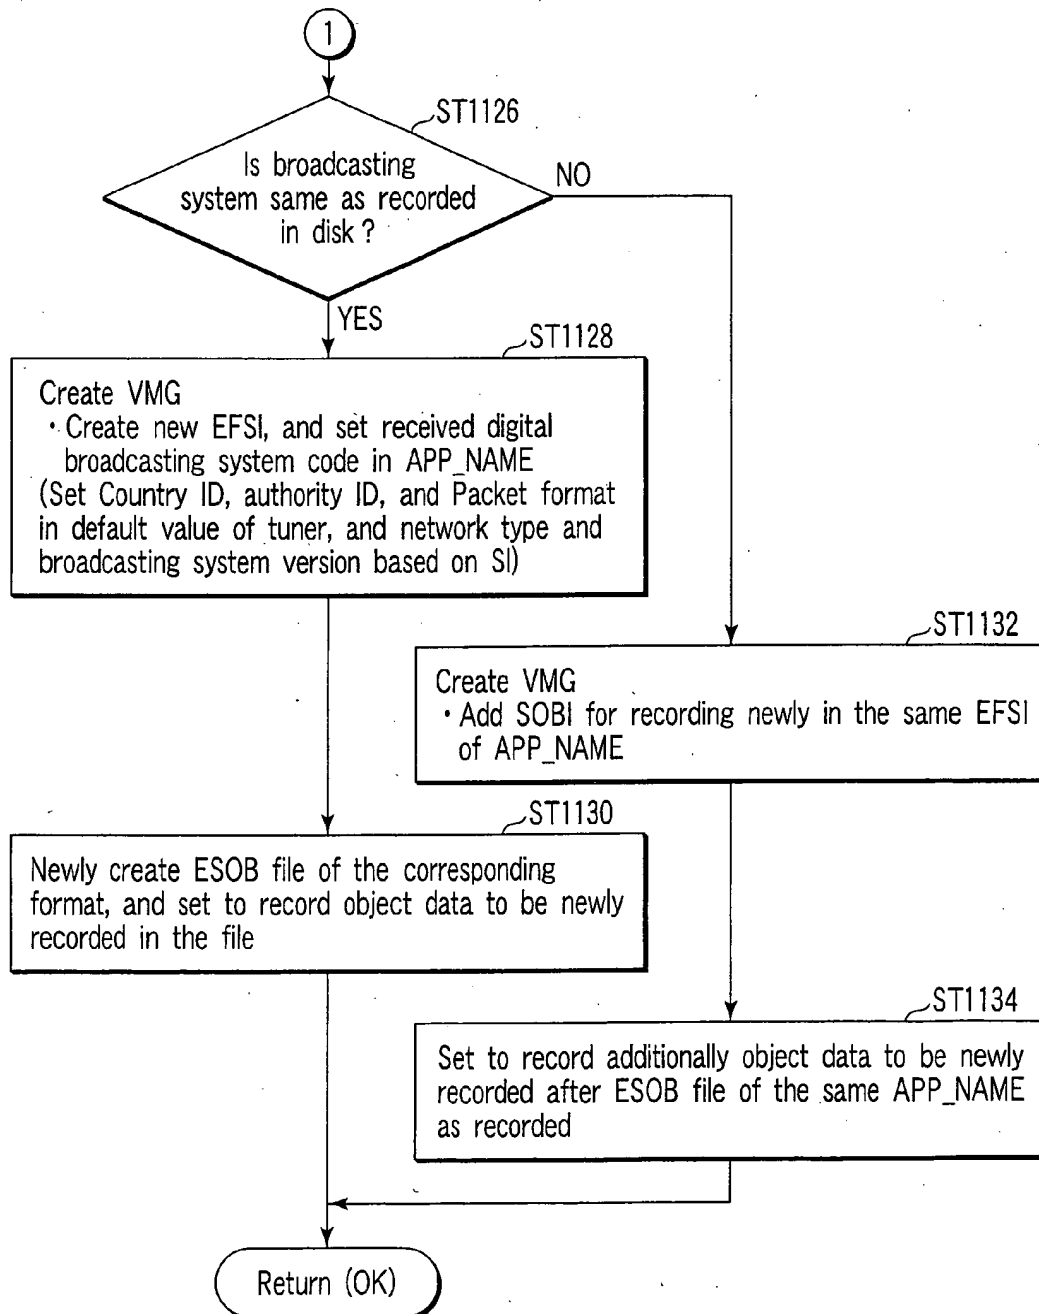 1
ST1126
Is broadcasting
system same as recorded
in disk ?
NO
YES
ST1128
Create VMG
・Create new EFSI, and set received digital
broadcasting system code in APP_NAME
(Set Country ID, authority ID, and Packet format
in default value of tuner, and network type and
broadcasting system version based on SI)
ST1132
Create VMG
・Add SOBI for recording newly in the same EFSI
of APP_NAME
ST1130
Newly create ESOB file of the corresponding
format, and set to record object data to be newly
recorded in the file
ST1134
Set to record additionally object data to be newly
recorded after ESOB file of the same APP_NAME
as recorded
Return (OK)